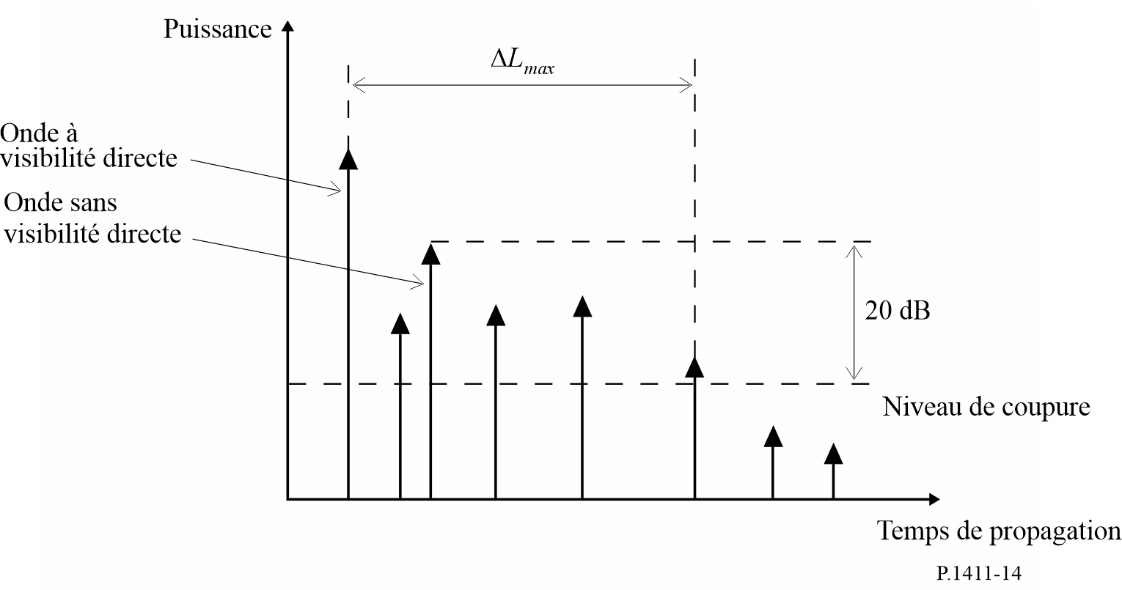 Puissance
ΔLmax
Onde à
visibilité directe
Onde sans
visibilité directe
20 dB
Niveau de coupure
Temps de propagation
P.1411-14